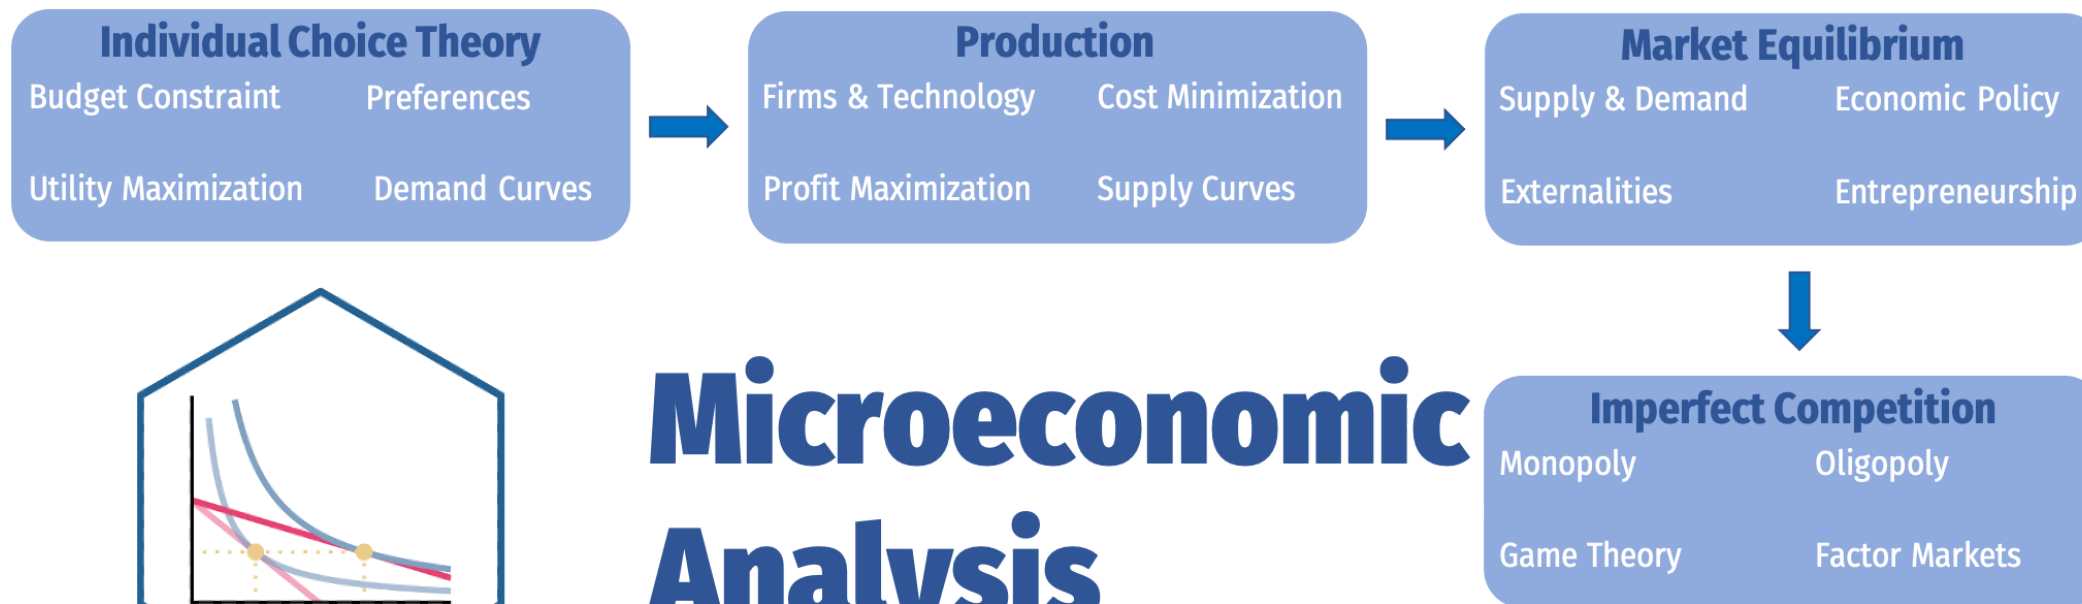 Individual Choice Theory
Budget Constraint Preferences
Utility Maximization Demand Curves
Production
Firms & Technology Cost Minimization
Profit Maximization Supply Curves
Market Equilibrium
Supply & Demand Economic Policy
Externalities Entrepreneurship
Imperfect Competition
Monopoly Oligopoly
Game Theory Factor Markets
Microeconomic
Analysis